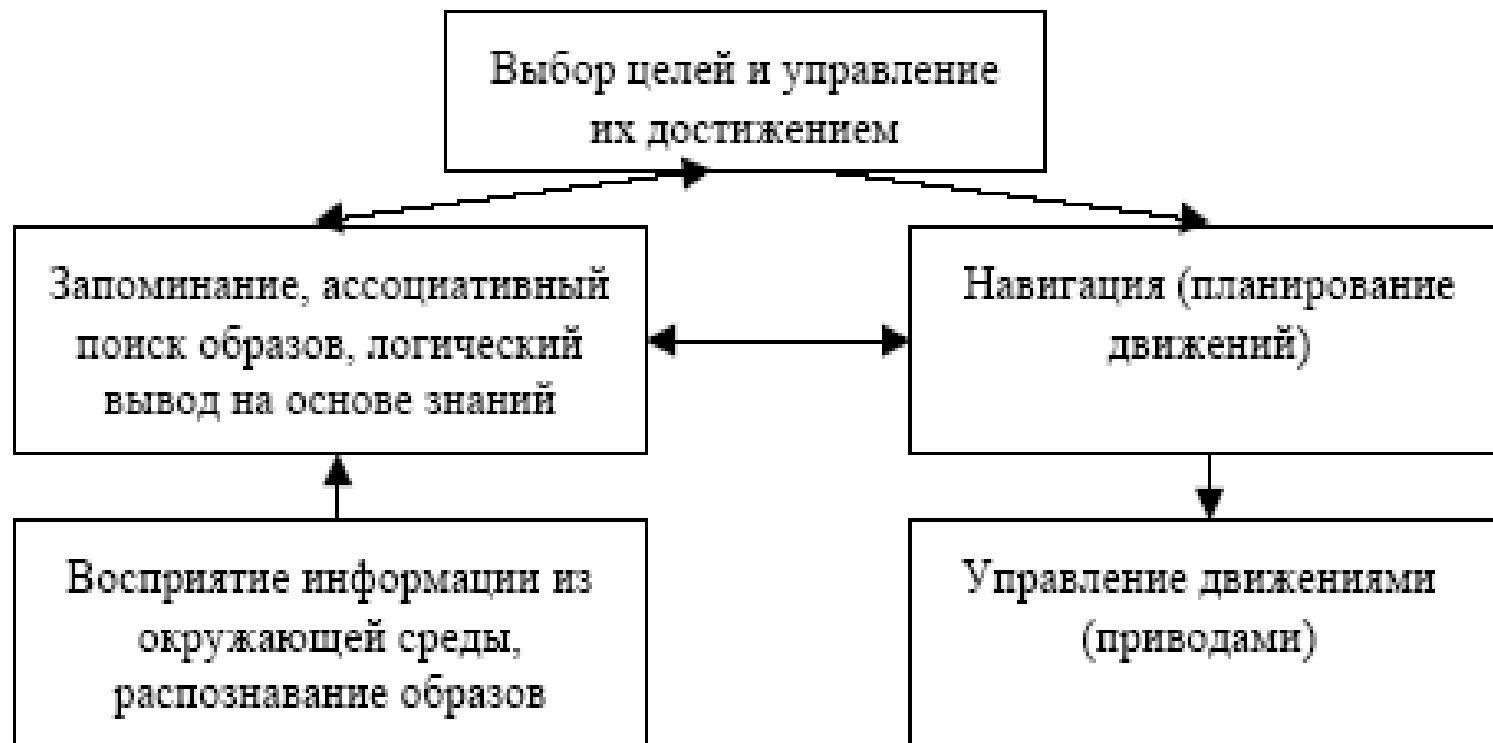 Выбор целей и управление
их достижением
Запоминание, ассоциативный
поиск образов, логический
вывод на основе знаний
Навигация (планирование
движений)
Восприятие информации из
окружающей среды,
распознавание образов
Управление движениями
(приводами)